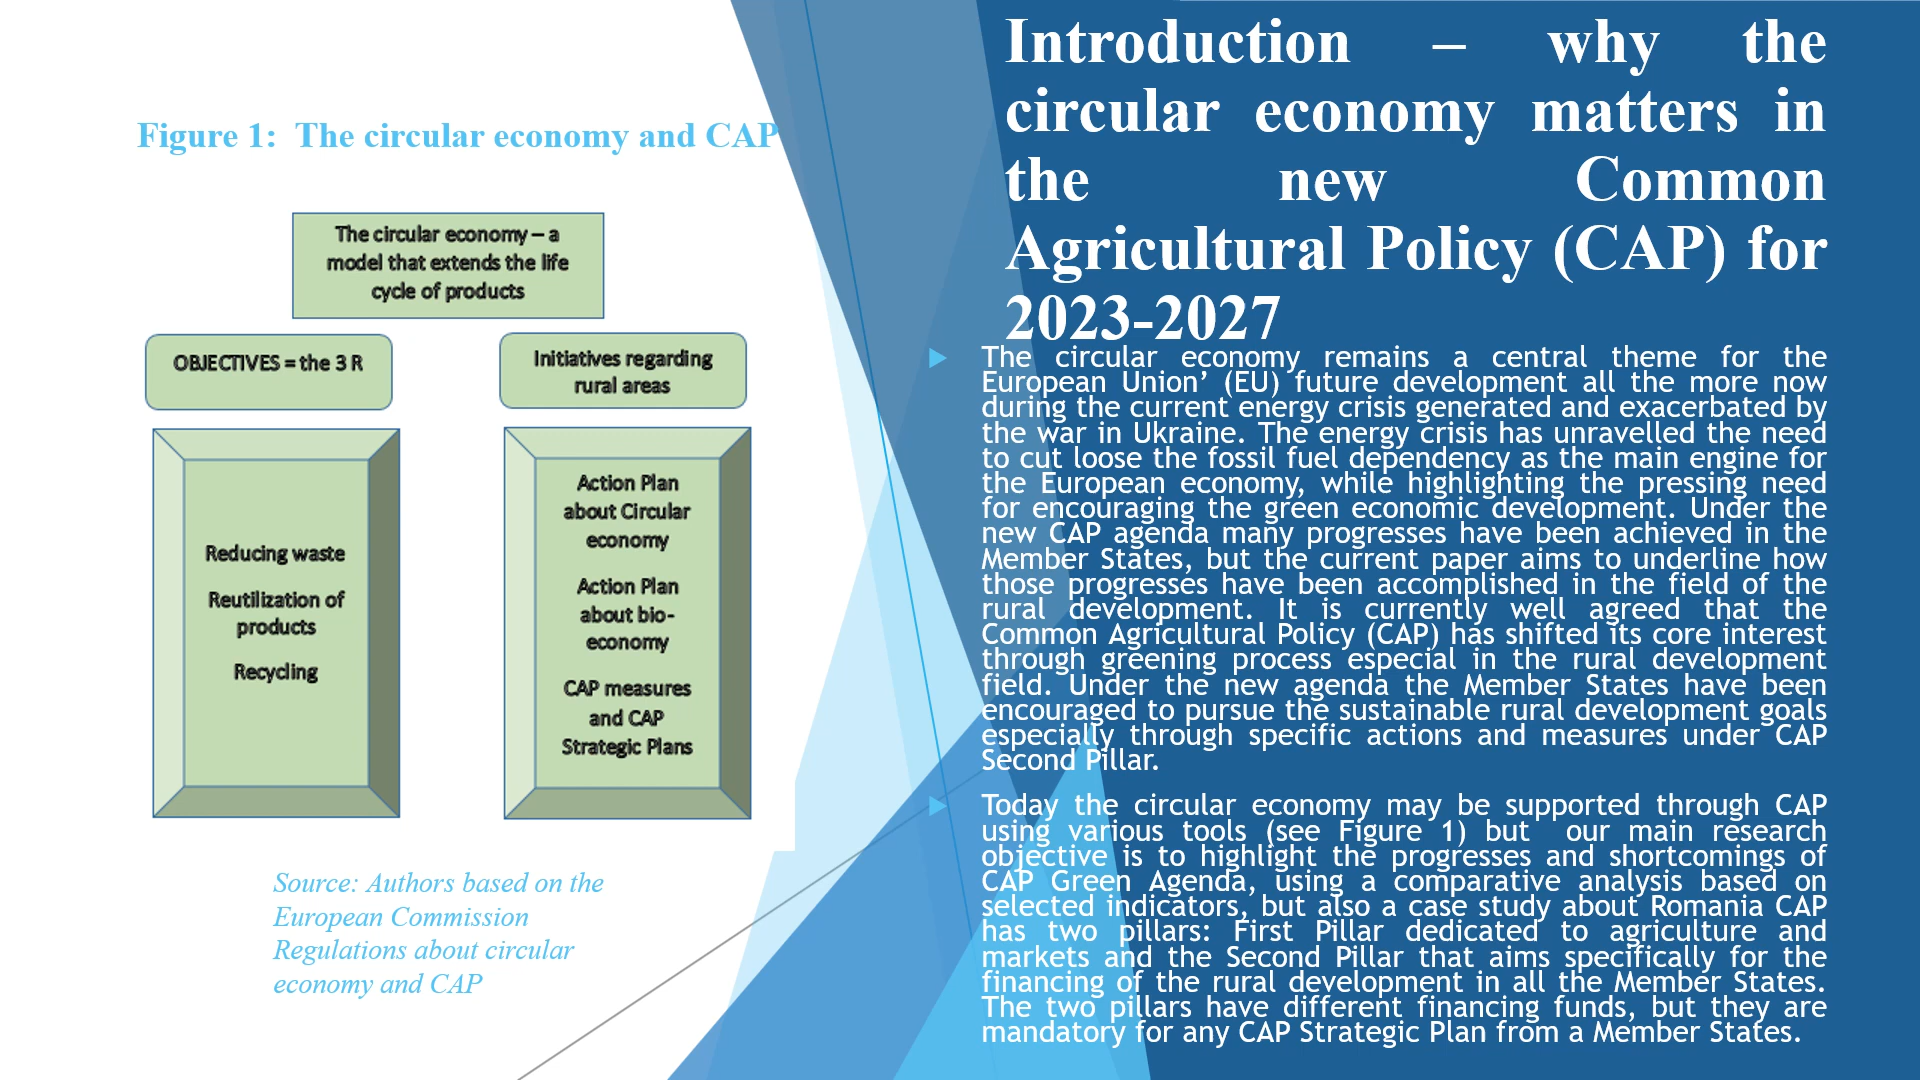 Figure 1:  The circular economy and CAP
The circular economy – a
model that extends the life
cycle of products
OBJECTIVES = the 3 R
Reducing waste
Reutilization of
products
Recycling
Initiatives regarding
rural areas
Action Plan
about Circular
economy
Action Plan
about bio-
economy
CAP measures
and CAP
Strategic Plans
Source: Authors based on the
European Commission
Regulations about circular
economy and CAP
Introduction – why the
circular economy matters in
the new Common
Agricultural Policy (CAP) for
2023-2027
The circular economy remains a central theme for the
European Union’ (EU) future development all the more now
during the current energy crisis generated and exacerbated by
the war in Ukraine. The energy crisis has unravelled the need
to cut loose the fossil fuel dependency as the main engine for
the European economy, while highlighting the pressing need
for encouraging the green economic development. Under the
new CAP agenda many progresses have been achieved in the
Member States, but the current paper aims to underline how
those progresses have been accomplished in the field of the
rural development. It is currently well agreed that the
Common Agricultural Policy (CAP) has shifted its core interest
through greening process especial in the rural development
field. Under the new agenda the Member States have been
encouraged to pursue the sustainable rural development goals
especially through specific actions and measures under CAP
Second Pillar.
Today the circular economy may be supported through CAP
using various tools (see Figure 1) but  our main research
objective is to highlight the progresses and shortcomings of
CAP Green Agenda, using a comparative analysis based on
selected indicators, but also a case study about Romania CAP
has two pillars: First Pillar dedicated to agriculture and
markets and the Second Pillar that aims specifically for the
financing of the rural development in all the Member States.
The two pillars have different financing funds, but they are
mandatory for any CAP Strategic Plan from a Member States.